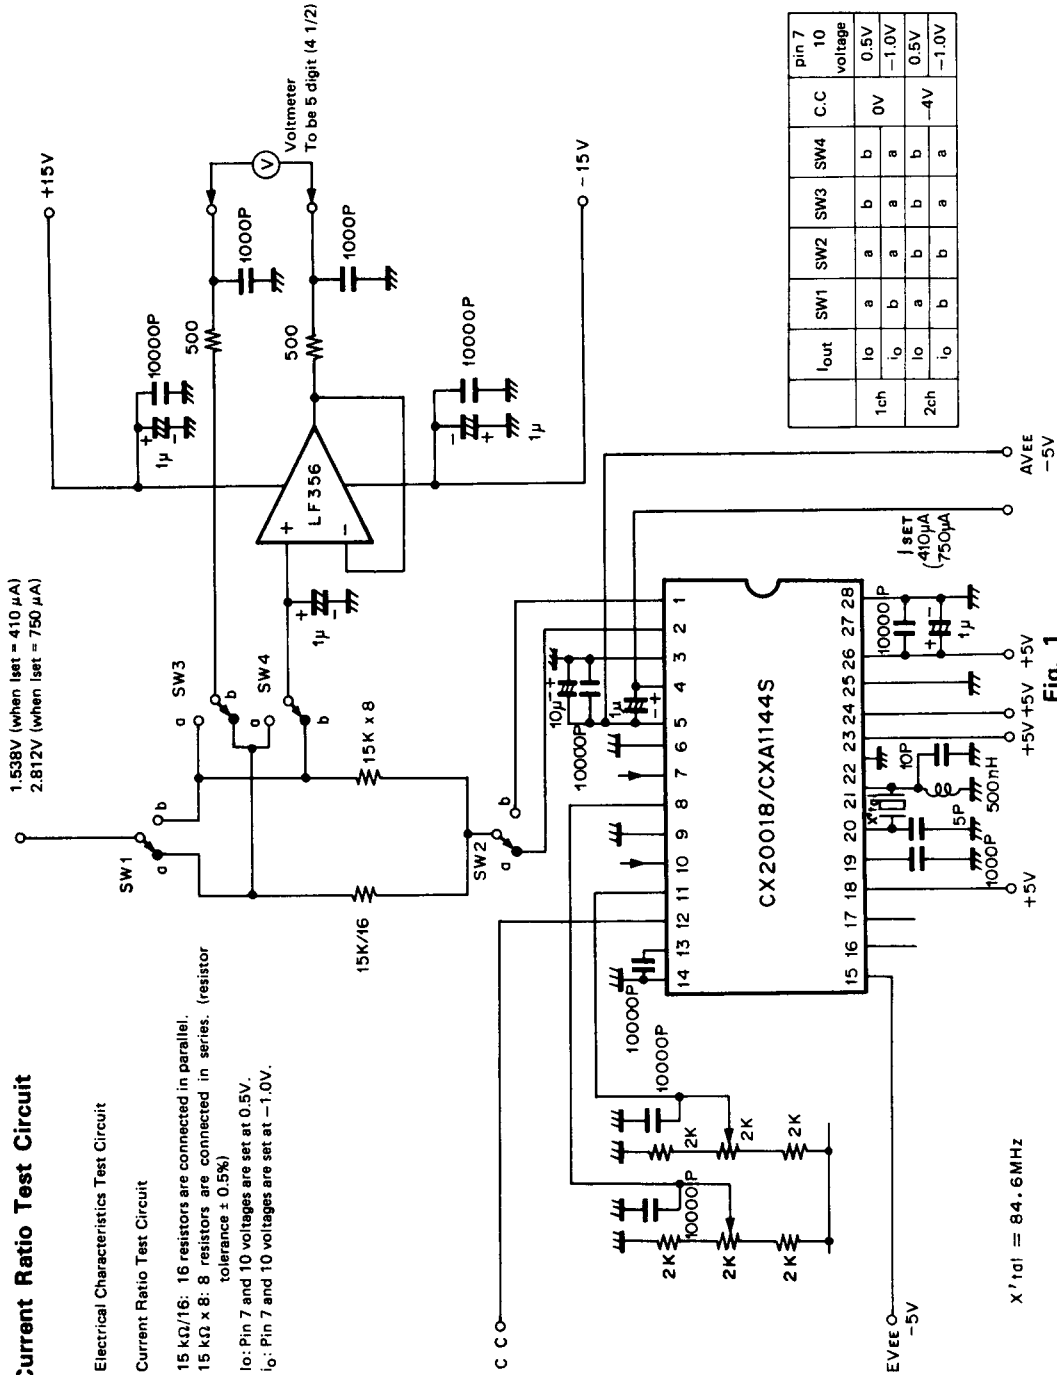 Current Ratio Test Circuit
Electrical Characteristics Test Circuit
Current Ratio Test Circuit
15 kΩ/16: 16 resistors are connected in parallel.
15 kΩ x 8: 8 resistors are connected in series. (resistor
tolerance ± 0.5%)
Io: Pin 7 and 10 voltages are set at 0.5V.
io: Pin 7 and 10 voltages are set at −1.0V.
1.538V (when Iset = 410 µA)
2.812V (when Iset = 750 µA)
SW1
a
b
SW3
a
b
SW4
a
b
15K/16
15K x 8
SW2
a
b
+15V
10000P
+
-
1µ
500
1000P
Voltmeter
To be 5 digit (4 1/2)
V
500
1000P
LF356
+
-
+
-
1µ
10000P
-
+
1µ
-15V
C C
EVEE
-5V
2K
2K
2K
10000P
2K
2K
2K
10000P
10000P
10µ
-+
10000P
1µ
-+
14 13 12 11 10 9 8 7 6 5 4 3 2 1
CX20018/CXA1144S
15 16 17 18 19 20 21 22 23 24 25 26 27 28
+5V
1000P
5P
X'tal
10P
500nH
+5V
+5V
+5V
10000P
+
-
1µ
ISET
(410µA
750µA
AVEE
-5V
X'tal = 84.6MHz
Iout SW1 SW2 SW3 SW4 C.C pin 7 10 voltage
1ch Io a a b b 0V 0.5V
io b a a a −1.0V
2ch Io a b b b −4V 0.5V
io b b a a −1.0V
Fig. 1